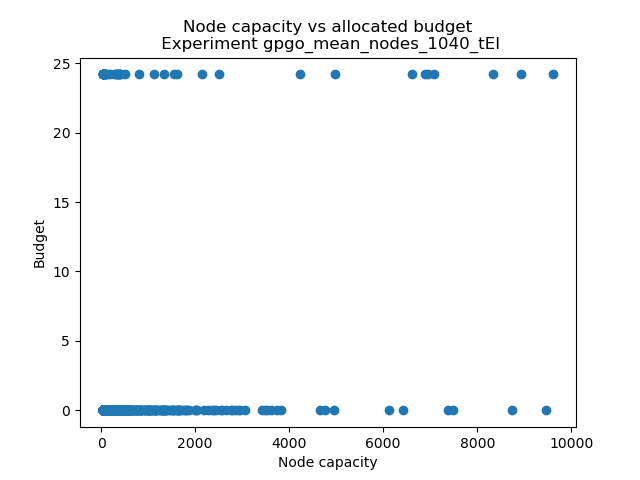 Node capacity vs allocated budget
Experiment gpgo_mean_nodes_1040_tEI
25
20
15
10
5
0
Budget
0 2000 4000 6000 8000 10000
Node capacity